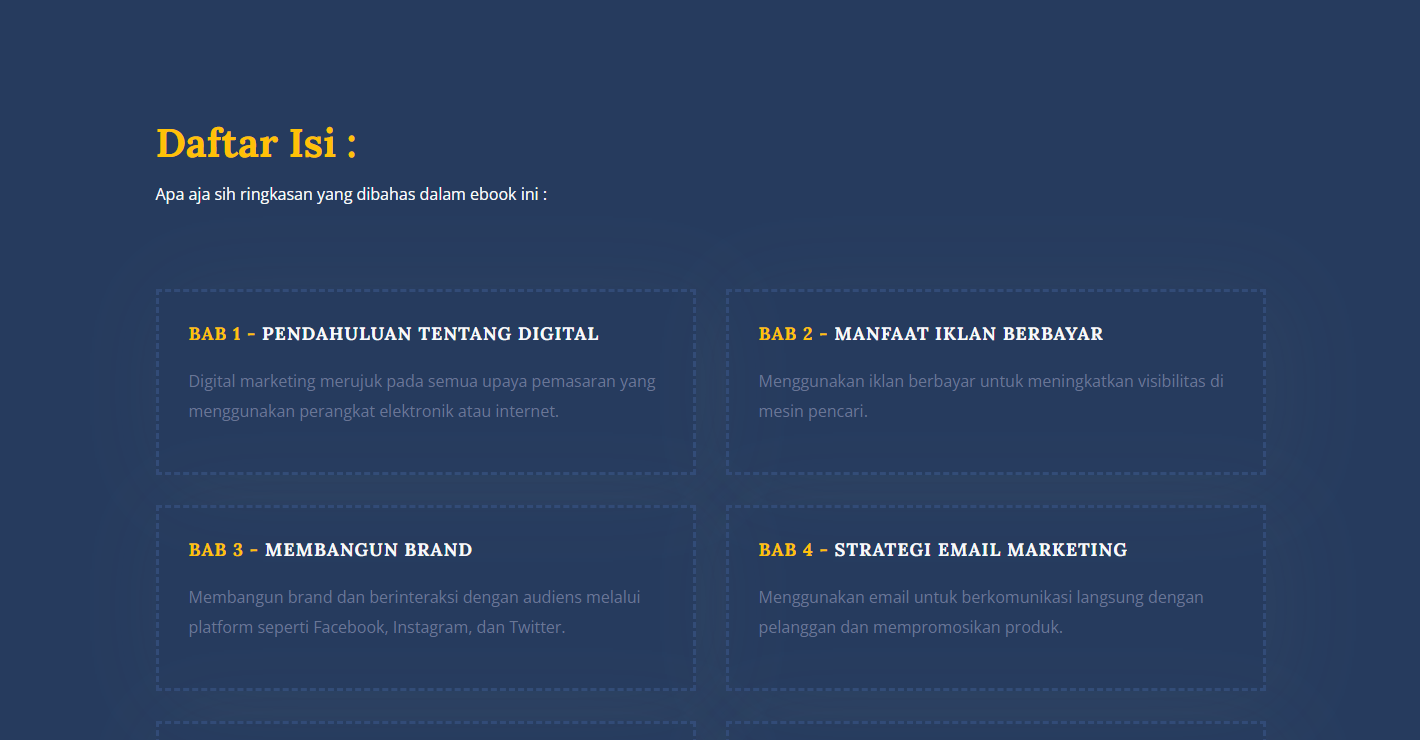 Daftar Isi :
Apa aja sih ringkasan yang dibahas dalam ebook ini :
BAB 1 - PENDAHULUAN TENTANG DIGITAL
Digital marketing merujuk pada semua upaya pemasaran yang
menggunakan perangkat elektronik atau internet.
BAB 2 - MANFAAT IKLAN BERBAYAR
Menggunakan iklan berbayar untuk meningkatkan visibilitas di
mesin pencari.
BAB 3 - MEMBANGUN BRAND
Membangun brand dan berinteraksi dengan audiens melalui
platform seperti Facebook, Instagram, dan Twitter.
BAB 4 - STRATEGI EMAIL MARKETING
Menggunakan email untuk berkomunikasi langsung dengan
pelanggan dan mempromosikan produk.